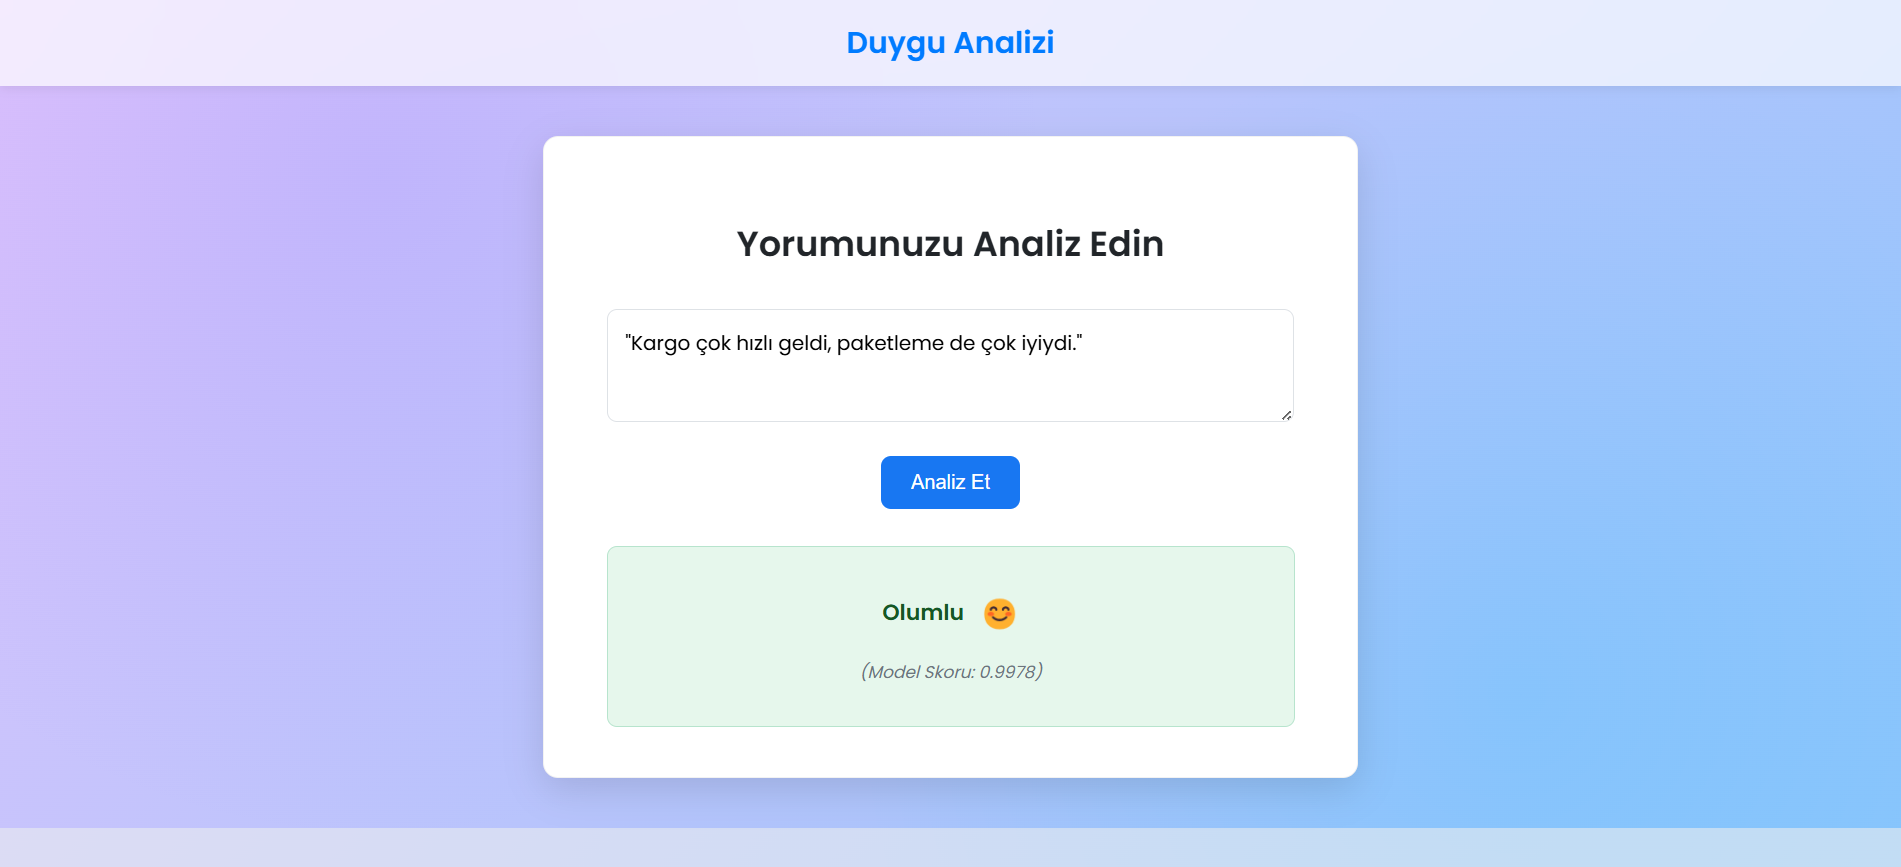 Duygu Analizi
Yorumunuzu Analiz Edin
"Kargo çok hızlı geldi, paketleme de çok iyiydi."
Analiz Et
Olumlu 😊
(Model Skoru: 0.9978)